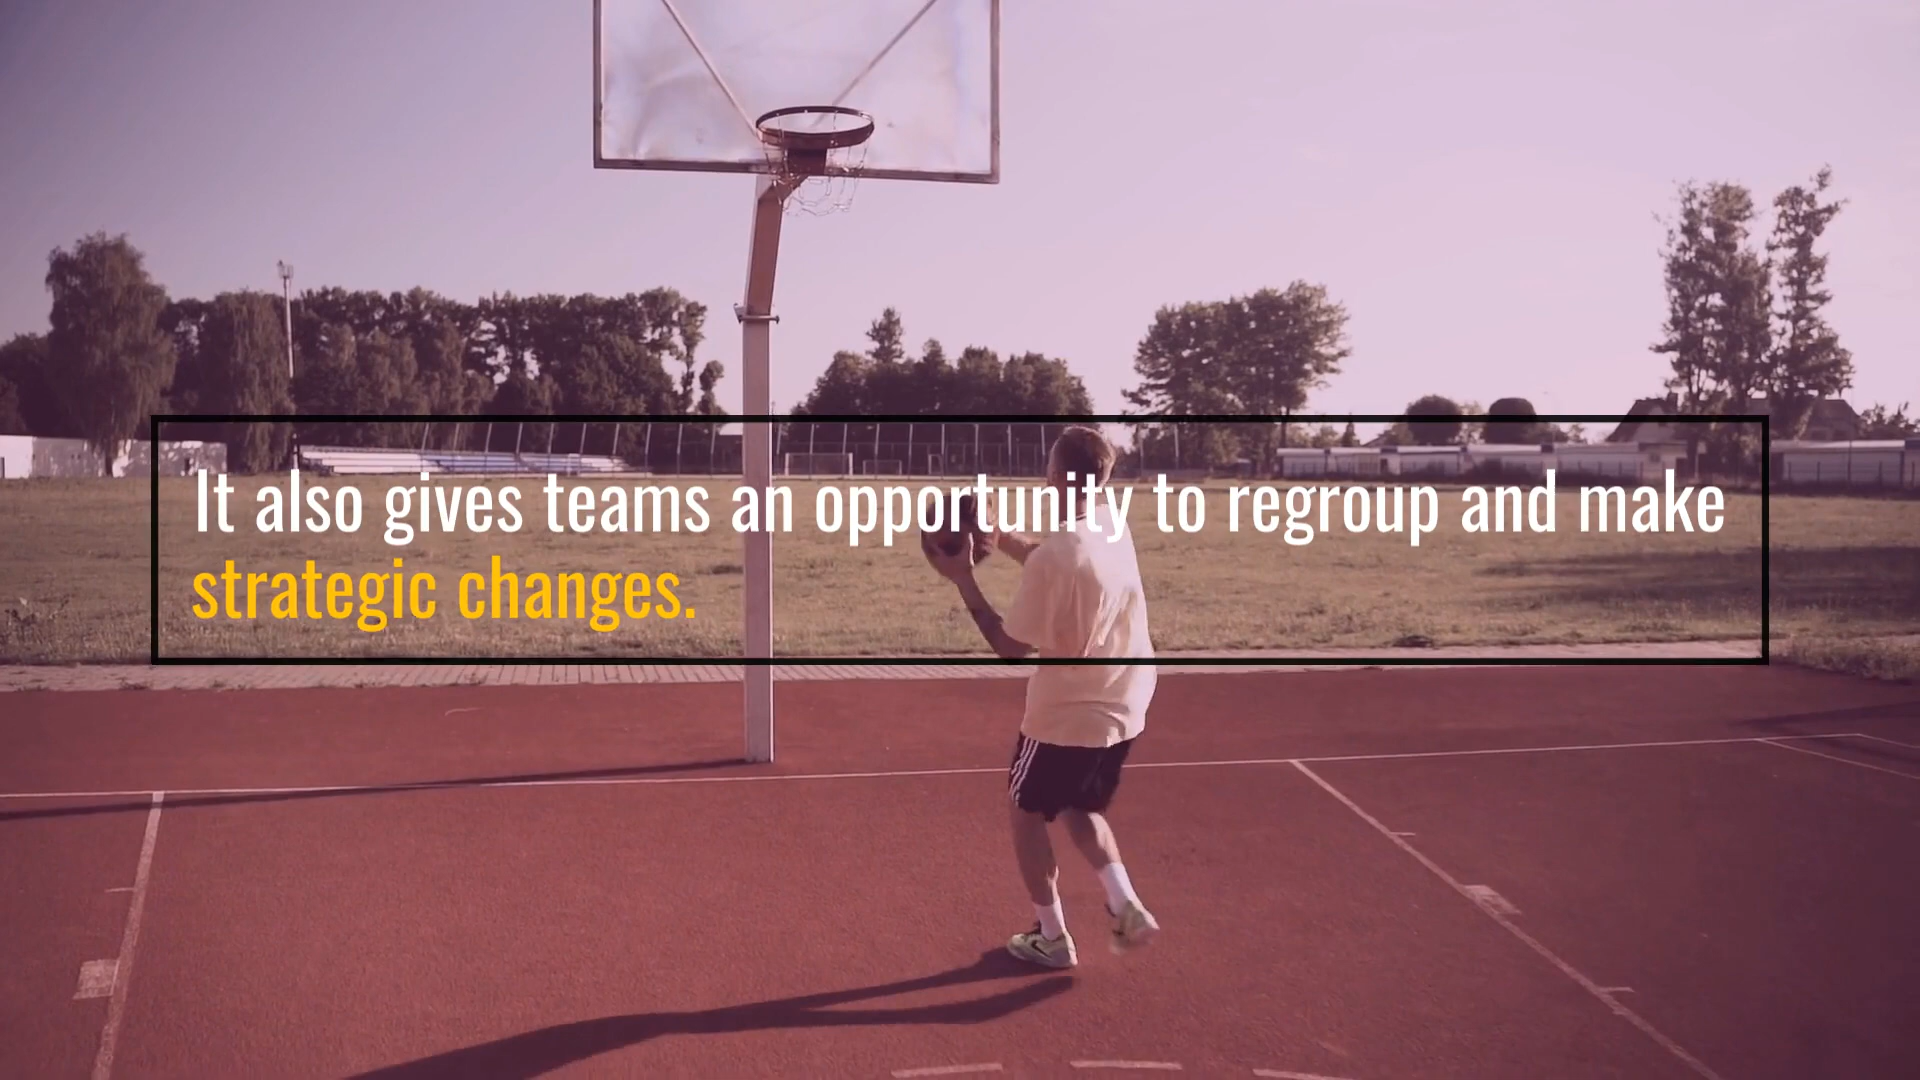 It also gives teams an opportunity to regroup and make
strategic changes.